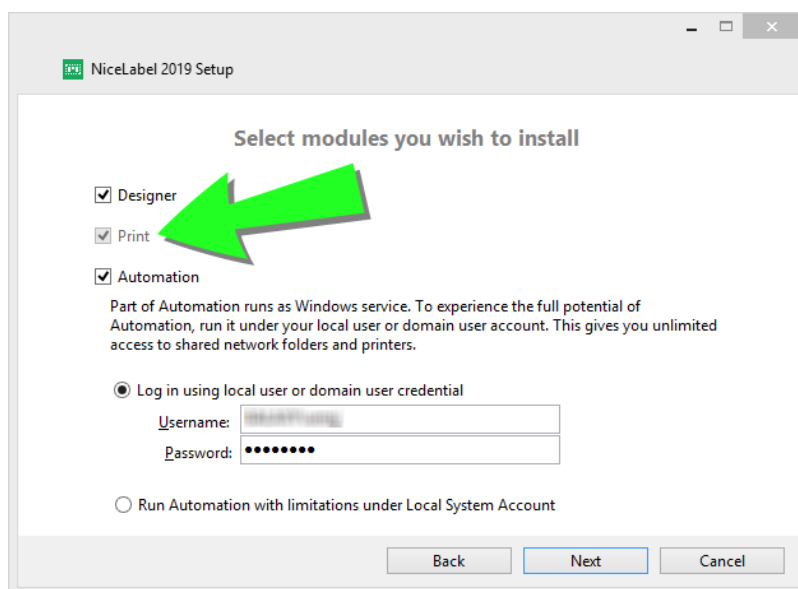 NiceLabel 2019 Setup
Select modules you wish to install
Designer
Print
Automation
Part of Automation runs as Windows service. To experience the full potential of
Automation, run it under your local user or domain user account. This gives you unlimited
access to shared network folders and printers.
Log in using local user or domain user credential
Username:
Password: ●●●●●●●●
Run Automation with limitations under Local System Account
Back Next Cancel